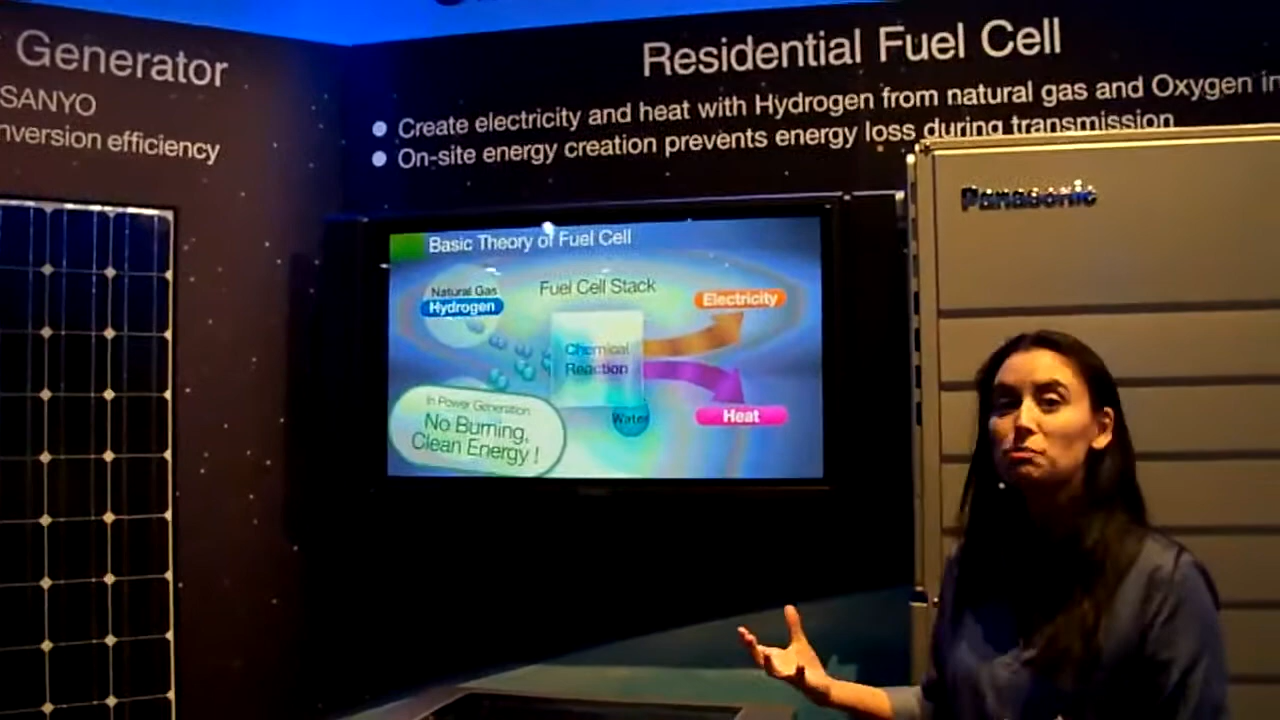 Generator
SANYO
nversion efficiency
Residential Fuel Cell
Create electricity and heat with Hydrogen from natural gas and Oxygen in
On-site energy creation prevents energy loss during transmission
Panasonic
Basic Theory of Fuel Cell
Natural Gas
Hydrogen
Fuel Cell Stack
Electricity
Chemical
Reaction
Water
Heat
In Power Generation
No Burning,
Clean Energy !